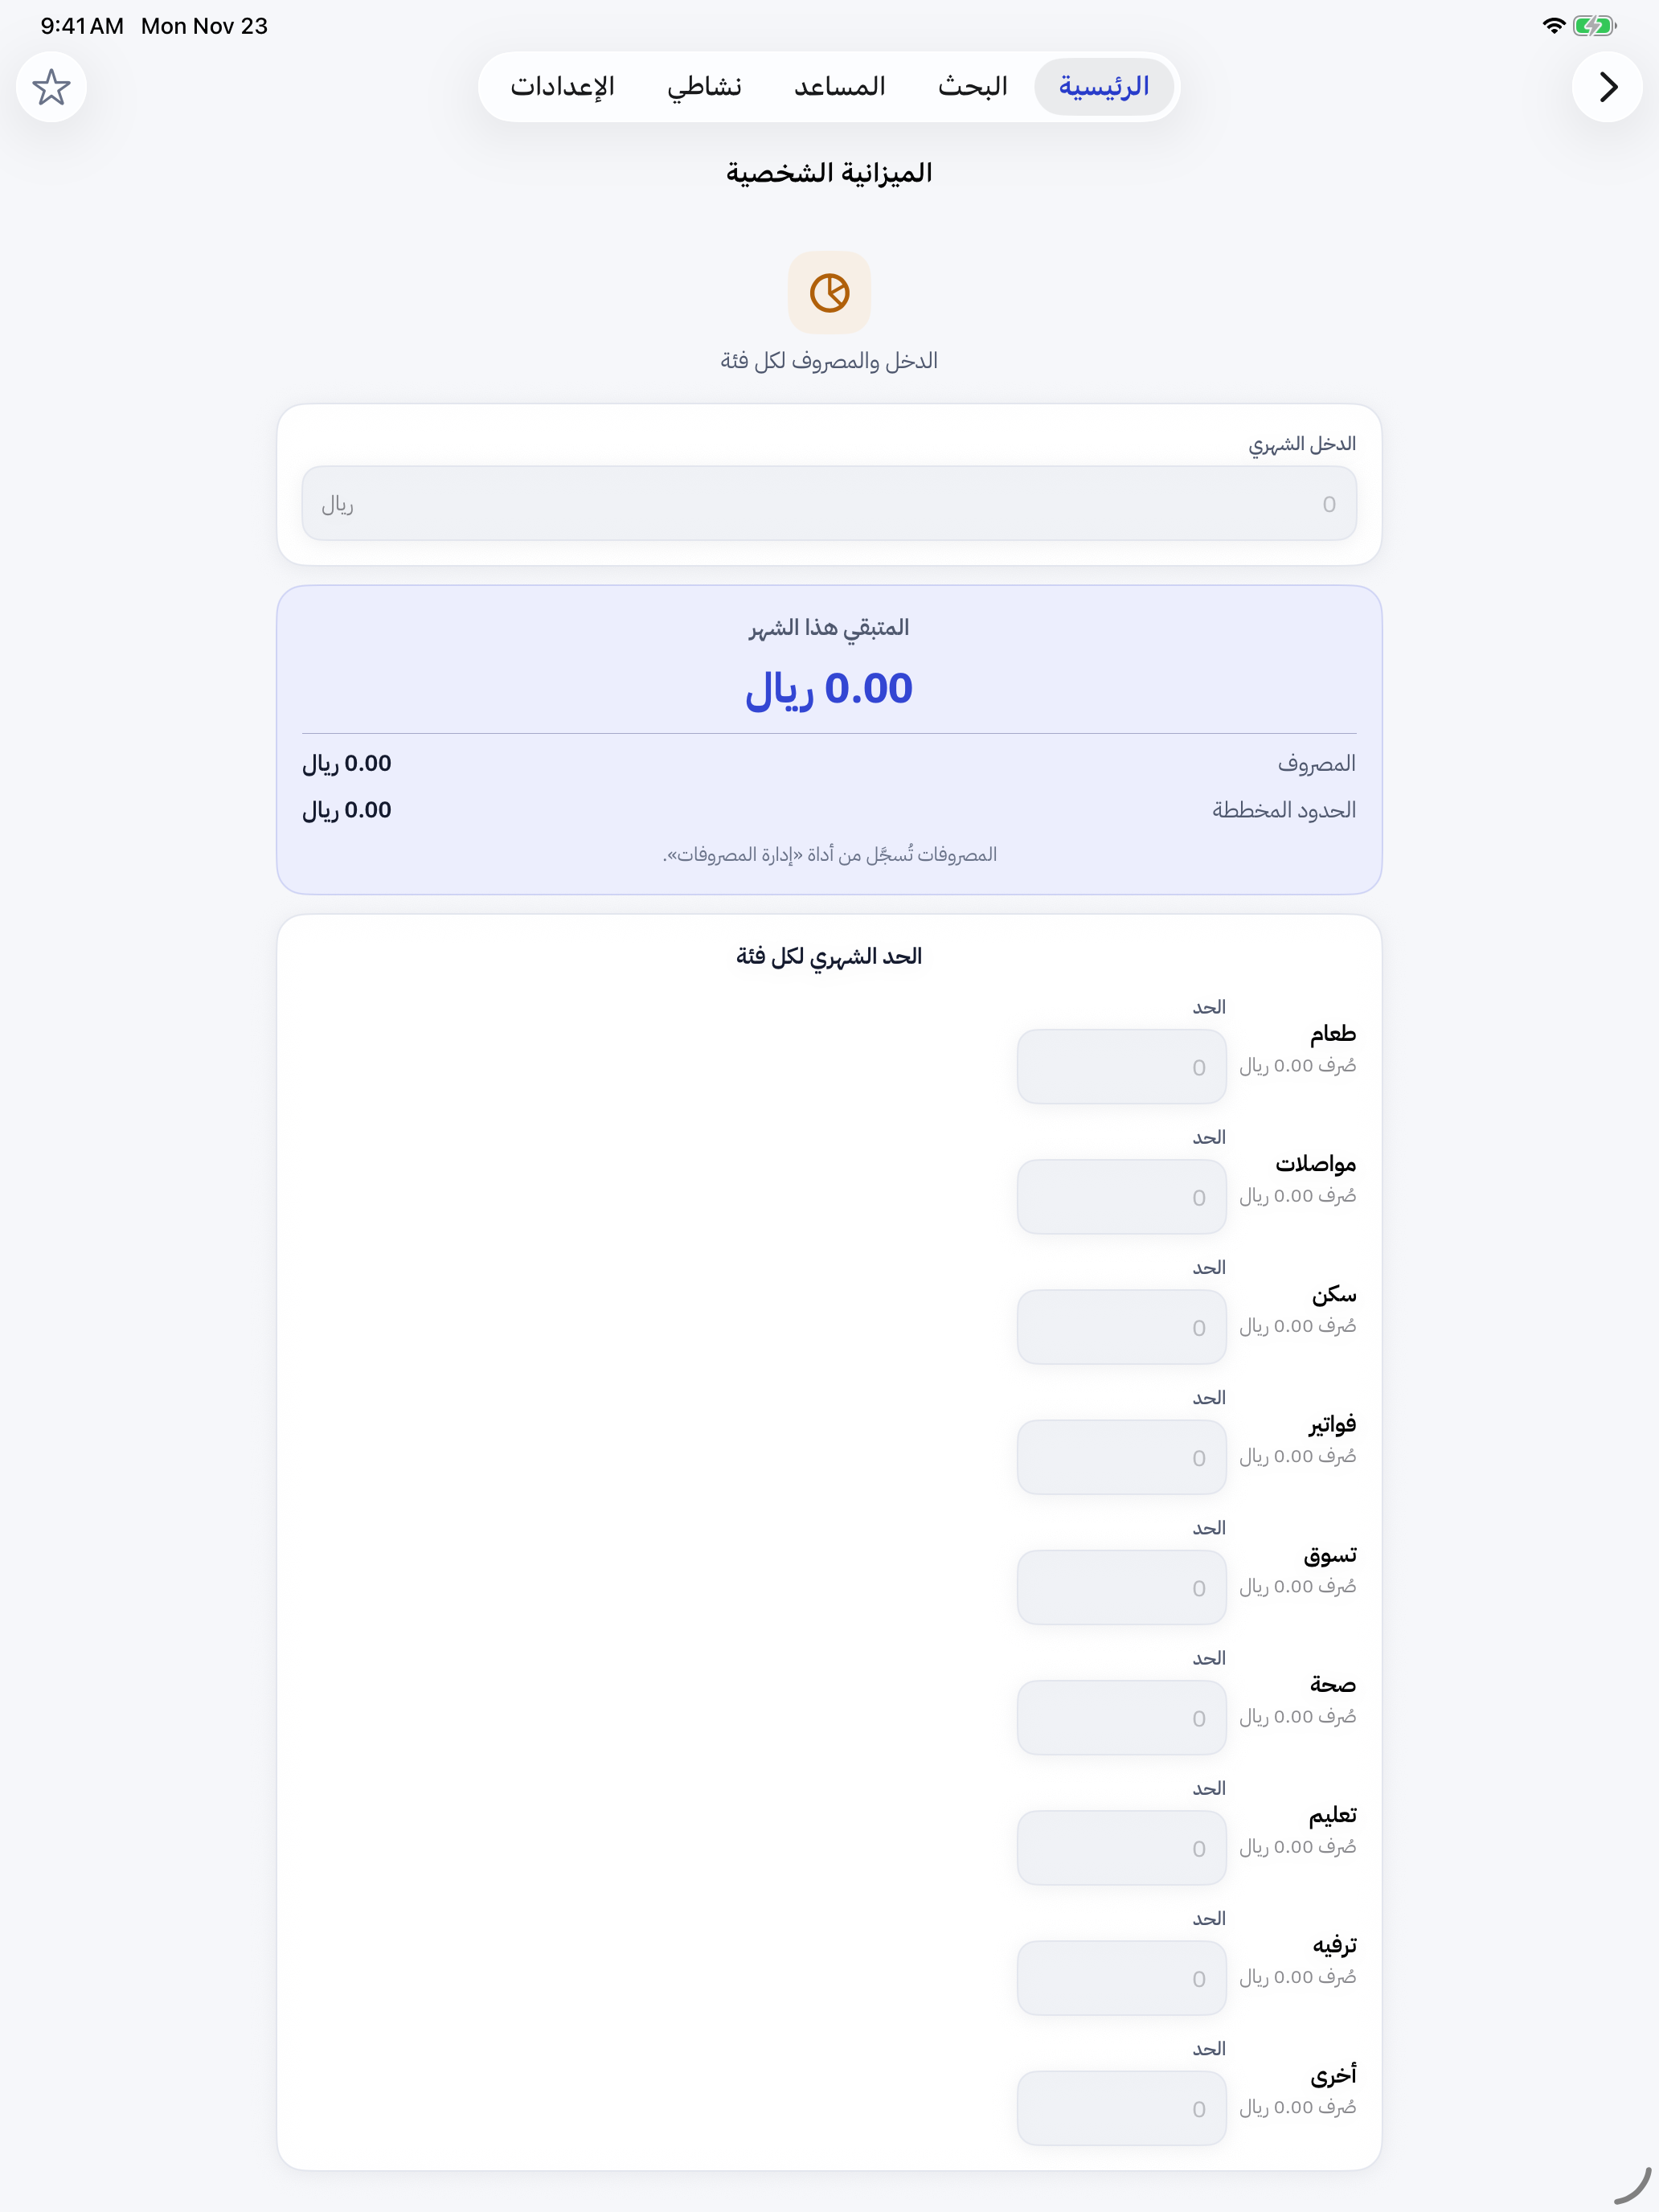 9:41 AM Mon Nov 23
الرئيسية البحث المساعد نشاطي الإعدادات
الميزانية الشخصية
الدخل والمصروف لكل فئة
الدخل الشهري
0 ريال
المتبقي هذا الشهر
0.00 ريال
المصروف 0.00 ريال
الحدود المخططة 0.00 ريال
المصروفات تُسجَّل من أداة «إدارة المصروفات».
الحد الشهري لكل فئة
طعام
صُرف 0.00 ريال
الحد
0
مواصلات
صُرف 0.00 ريال
الحد
0
سكن
صُرف 0.00 ريال
الحد
0
فواتير
صُرف 0.00 ريال
الحد
0
تسوق
صُرف 0.00 ريال
الحد
0
صحة
صُرف 0.00 ريال
الحد
0
تعليم
صُرف 0.00 ريال
الحد
0
ترفيه
صُرف 0.00 ريال
الحد
0
أخرى
صُرف 0.00 ريال
الحد
0